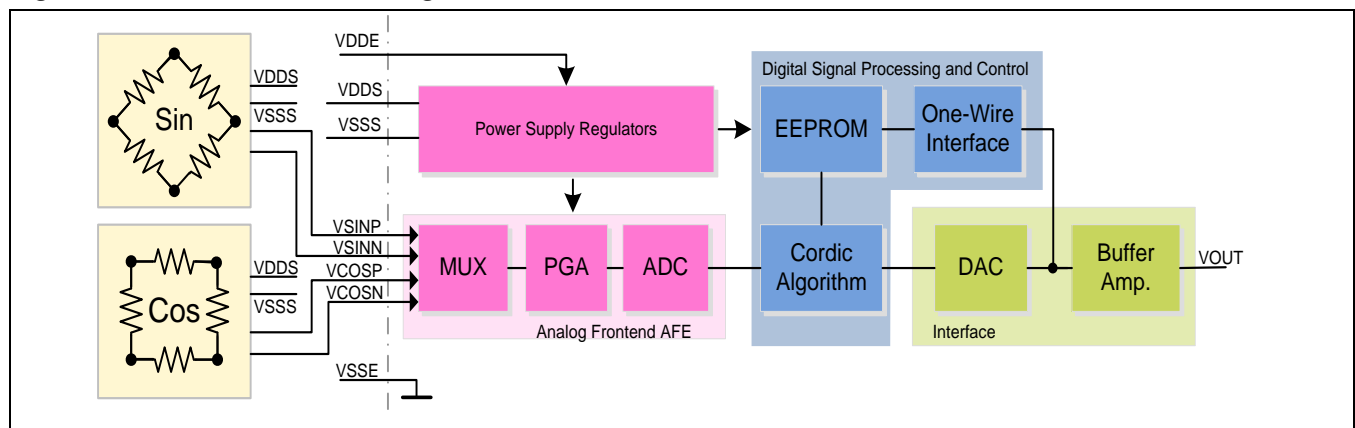 VDDE
VDDS
VSSS
Sin
VDDS
VSSS
Power Supply Regulators
Digital Signal Processing and Control
EEPROM
One-Wire
Interface
VSINP
VSINN
VCOSP
VCOSN
VDDS
VSSS
Cos
MUX
PGA
ADC
Analog Frontend AFE
Cordic
Algorithm
DAC
Buffer
Amp.
VOUT
Interface
VSSE